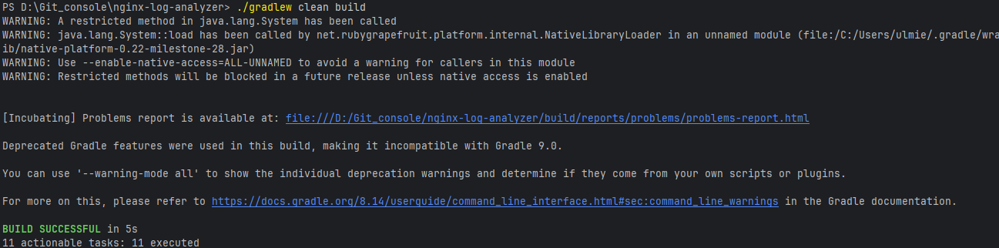 PS D:\Git_console\nginx-log-analyzer> ./gradlew clean build
WARNING: A restricted method in java.lang.System has been called
WARNING: java.lang.System::load has been called by net.rubygrapefruit.platform.internal.NativeLibraryLoader in an unnamed module (file:/C:/Users/ulmie/.gradle/wra
ib/native-platform-0.22-milestone-28.jar)
WARNING: Use --enable-native-access=ALL-UNNAMED to avoid a warning for callers in this module
WARNING: Restricted methods will be blocked in a future release unless native access is enabled
[Incubating] Problems report is available at: file:///D:/Git_console/nginx-log-analyzer/build/reports/problems/problems-report.html
Deprecated Gradle features were used in this build, making it incompatible with Gradle 9.0.
You can use '--warning-mode all' to show the individual deprecation warnings and determine if they come from your own scripts or plugins.
For more on this, please refer to https://docs.gradle.org/8.14/userguide/command_line_interface.html#sec:command_line_warnings in the Gradle documentation.
BUILD SUCCESSFUL in 5s
11 actionable tasks: 11 executed